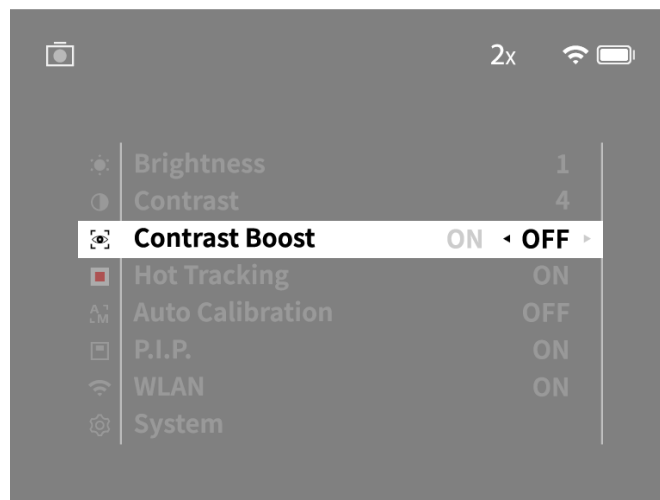 2x
Brightness 1
Contrast 4
Contrast Boost ON OFF
Hot Tracking ON
A M Auto Calibration OFF
P.I.P. ON
WLAN ON
System